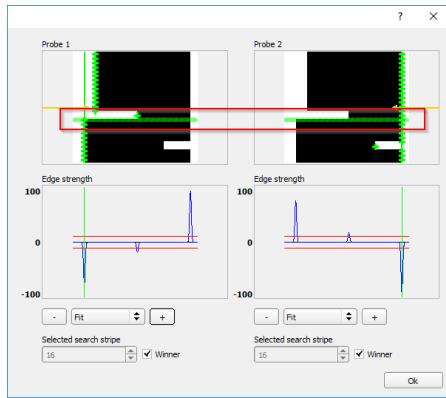 ?
Probe 1 Probe 2
Edge strength Edge strength
100 100
0 0
-100 -100
- Fit + - Fit +
Selected search stripe Selected search stripe
16 Winner 16 Winner
Ok